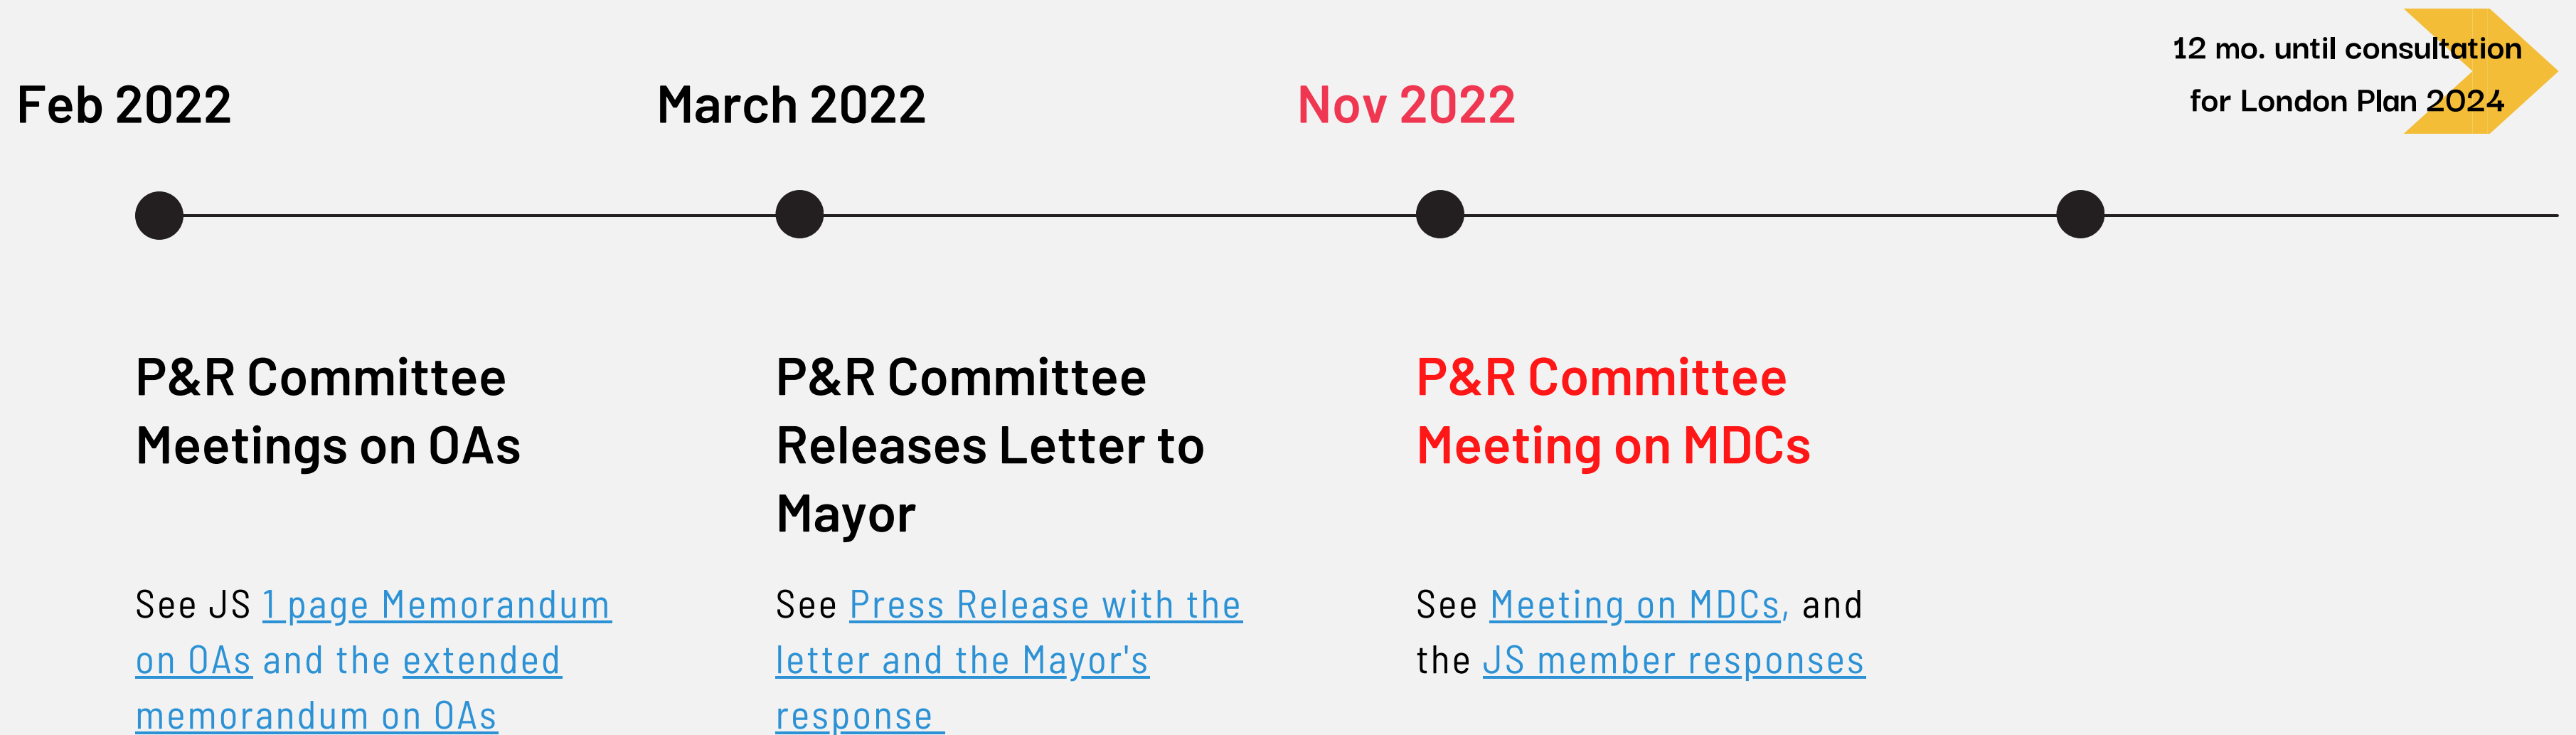 12 mo. until consultation
for London Plan 2024
Feb 2022
March 2022
Nov 2022
P&R Committee
Meetings on OAs
See JS 1 page Memorandum
on OAs and the extended
memorandum on OAs
P&R Committee
Releases Letter to
Mayor
See Press Release with the
letter and the Mayor's
response
P&R Committee
Meeting on MDCs
See Meeting on MDCs, and
the JS member responses